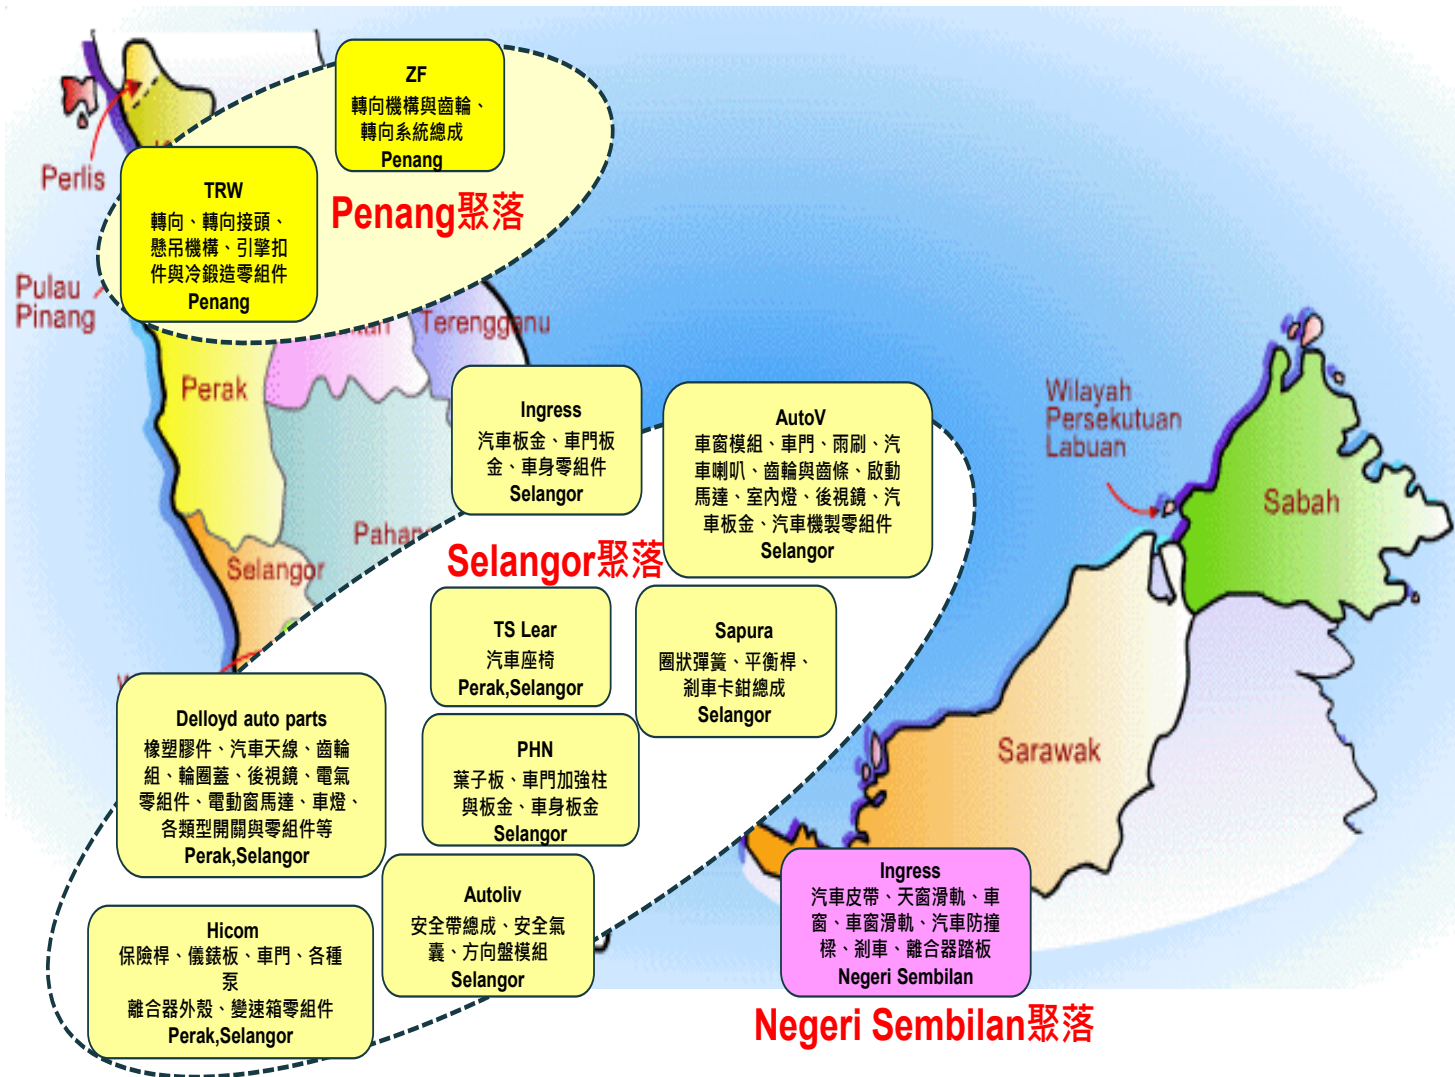 ZF
轉向機構與齒輪、
轉向系統總成
Penang
Perlis
TRW
轉向、轉向接頭、
懸吊機構、引擎扣
件與冷鍛造零組件
Penang
Penang聚落
Pulau
Pinang
Terengganu
Perak
Ingress
汽車板金、車門板
金、車身零組件
Selangor
AutoV
車窗模組、車門、雨刷、汽
車喇叭、齒輪與齒條、啟動
馬達、室內燈、後視鏡、汽
車板金、汽車機製零組件
Selangor
Wilayah
Persekutuan
Labuan
Sabah
Selangor
Selangor聚落
TS Lear
汽車座椅
Perak,Selangor
Sapura
圈狀彈簧、平衡桿、
剎車卡鉗總成
Selangor
Delloyd auto parts
橡塑膠件、汽車天線、齒輪
組、輪圈蓋、後視鏡、電氣
零組件、電動窗馬達、車燈、
各類型開關與零組件等
Perak,Selangor
PHN
葉子板、車門加強柱
與板金、車身板金
Selangor
Sarawak
Autoliv
安全帶總成、安全氣
囊、方向盤模組
Selangor
Hicom
保險桿、儀錶板、車門、各種
泵
離合器外殼、變速箱零組件
Perak,Selangor
Ingress
汽車皮帶、天窗滑軌、車
窗、車窗滑軌、汽車防撞
樑、剎車、離合器踏板
Negeri Sembilan
Negeri Sembilan聚落